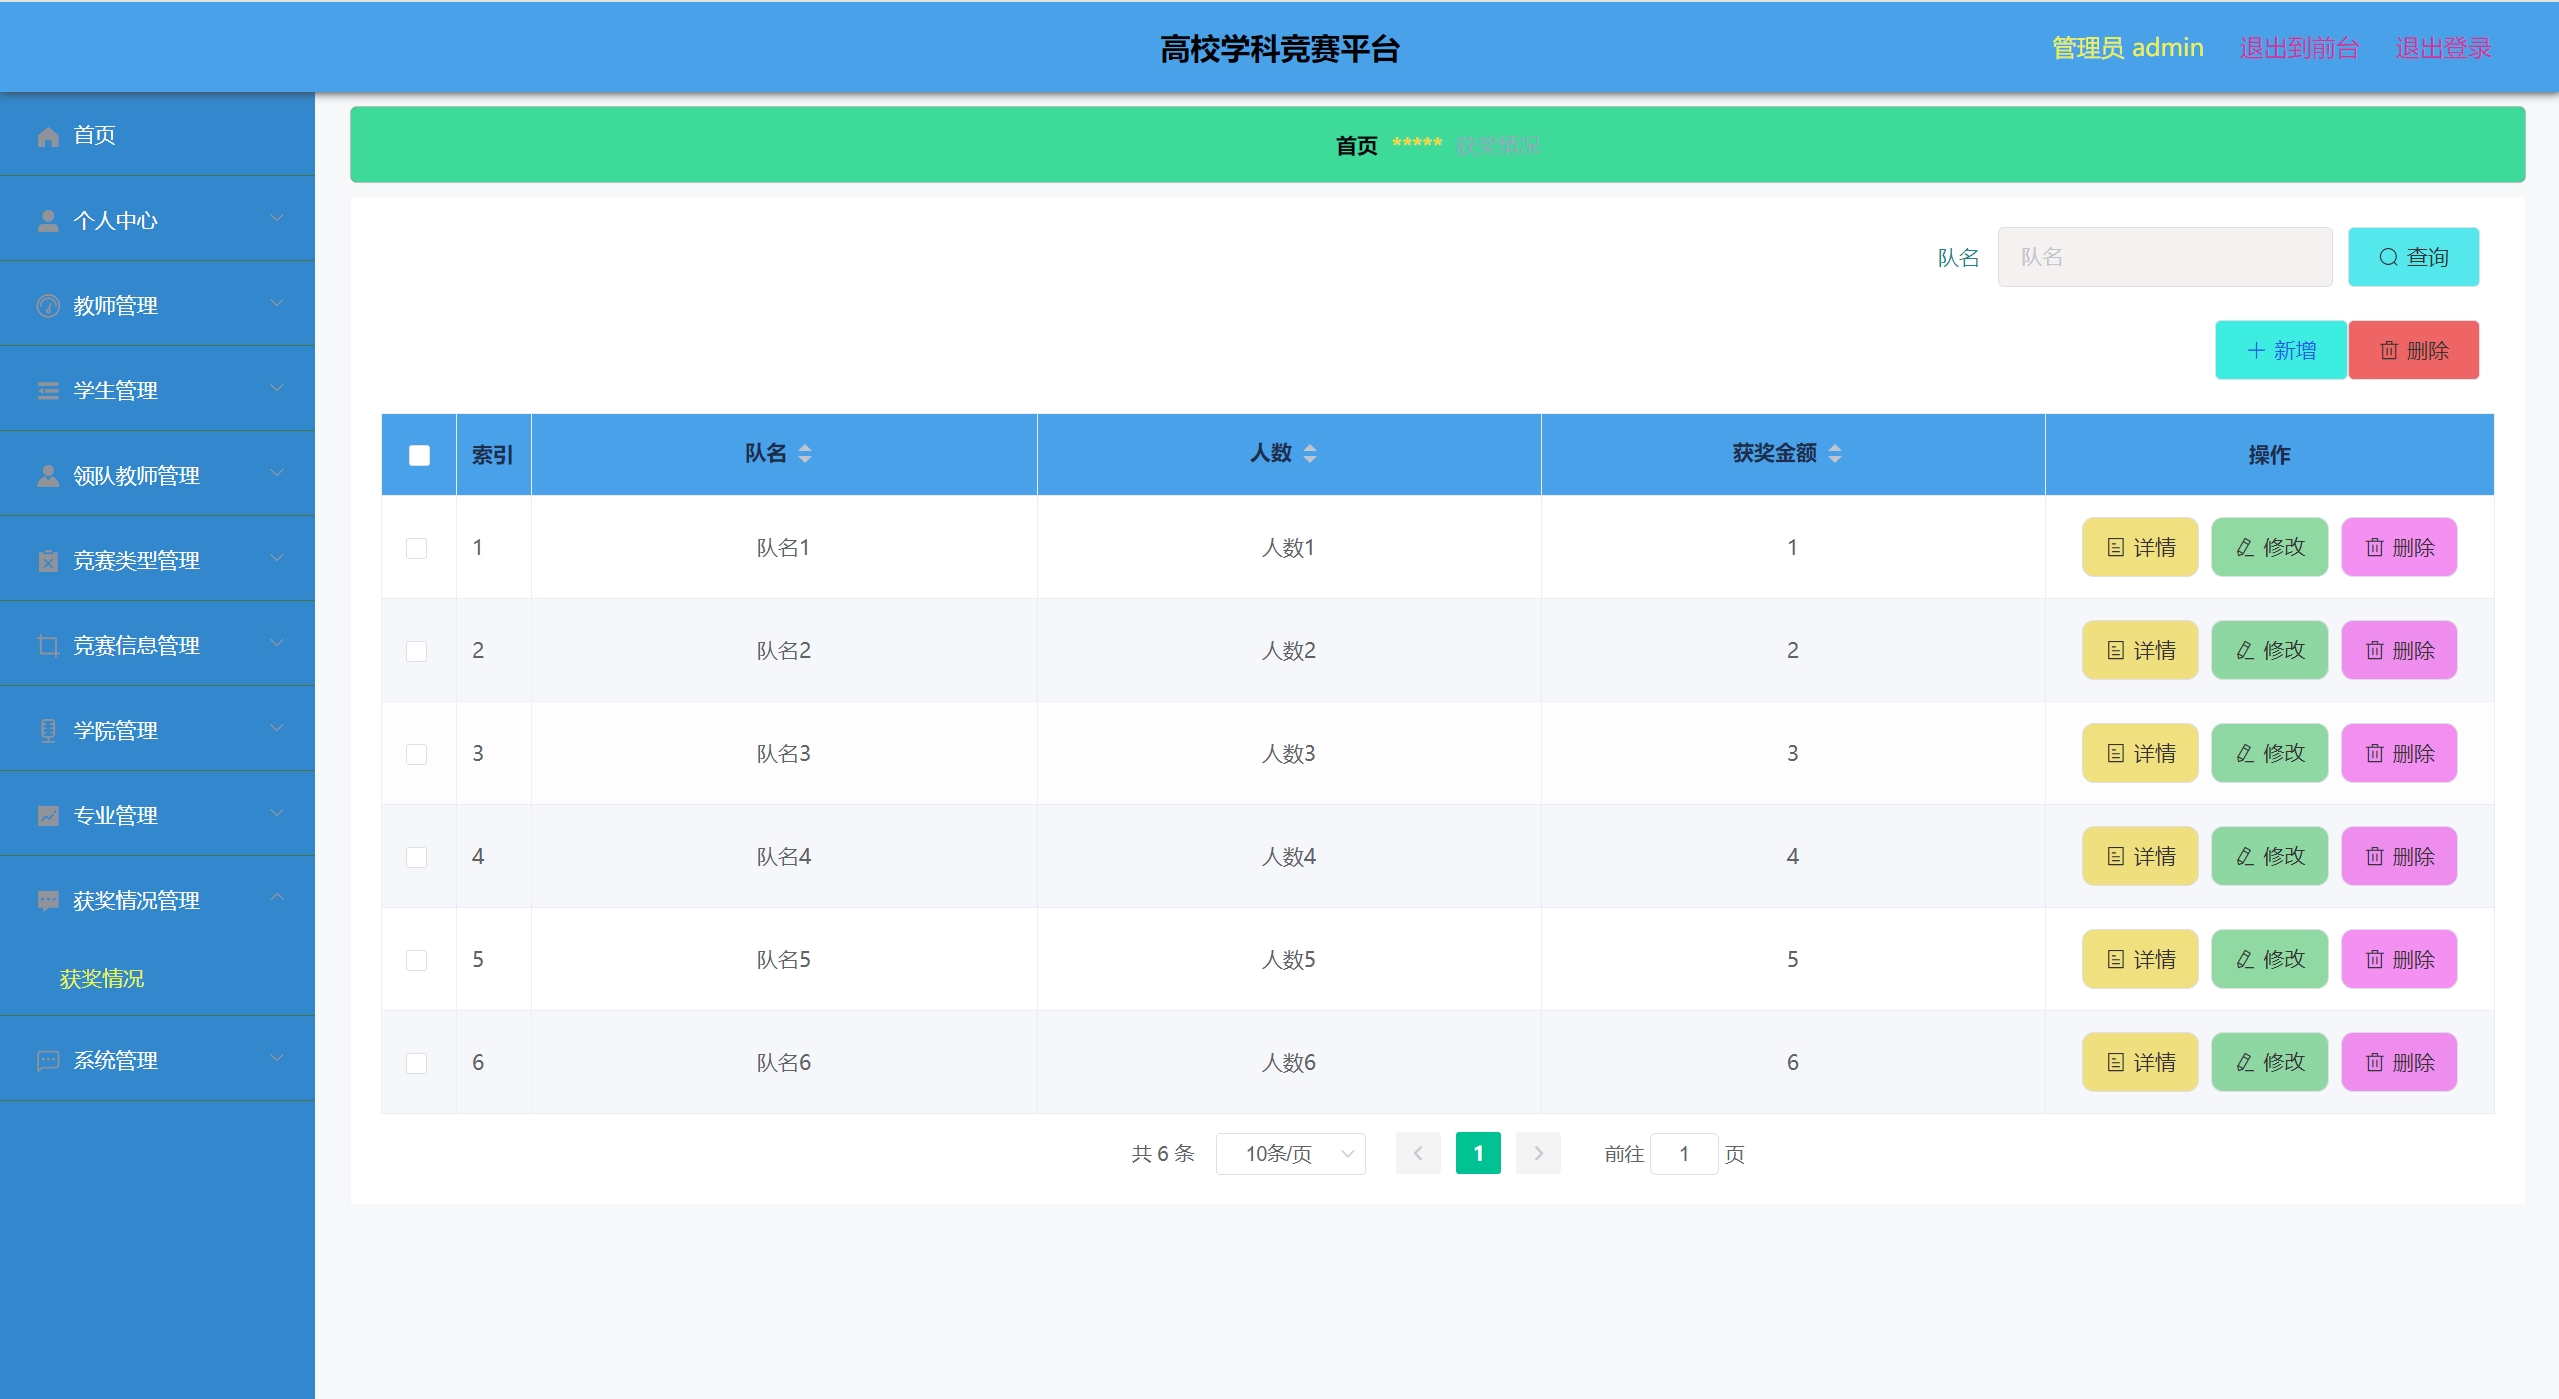 高校学科竞赛平台
管理员 admin 退出到前台 退出登录
首页
个人中心
教师管理
学生管理
领队教师管理
竞赛类型管理
竞赛信息管理
学院管理
专业管理
获奖情况管理
获奖情况
系统管理
首页 ***** 获奖情况
队名 队名 查询
新增 删除
索引 队名 人数 获奖金额 操作
1 队名1 人数1 1 详情 修改 删除
2 队名2 人数2 2 详情 修改 删除
3 队名3 人数3 3 详情 修改 删除
4 队名4 人数4 4 详情 修改 删除
5 队名5 人数5 5 详情 修改 删除
6 队名6 人数6 6 详情 修改 删除
共 6 条 10条/页 1 前往 1 页